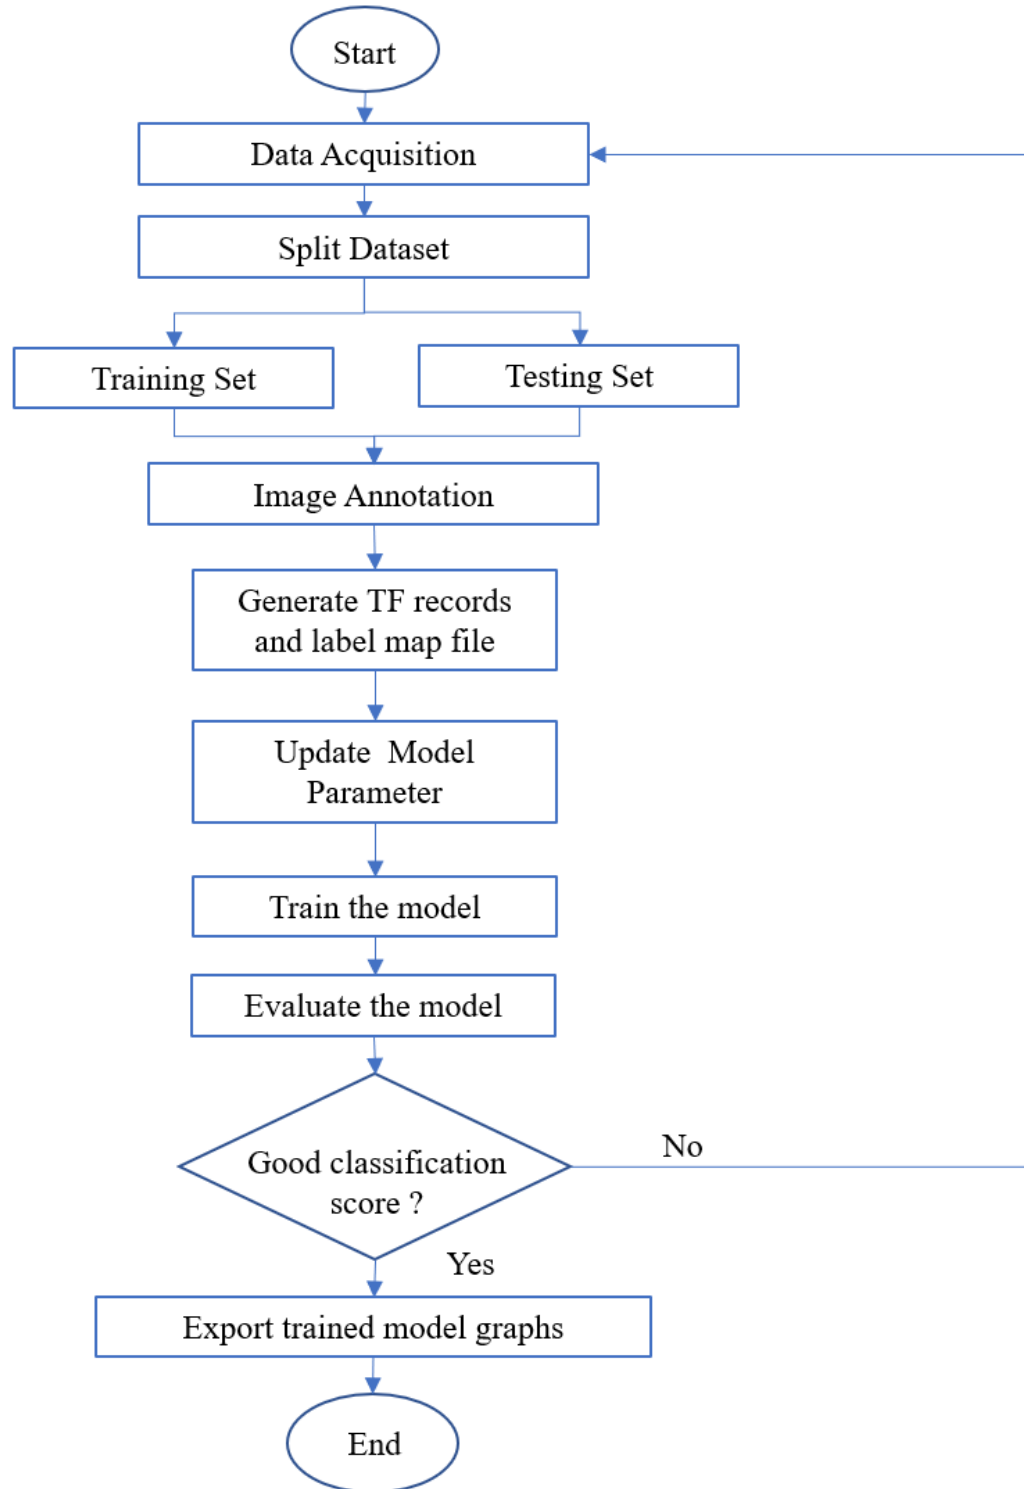 Start
Data Acquisition
Split Dataset
Training Set
Testing Set
Image Annotation
Generate TF records
and label map file
Update  Model
Parameter
Train the model
Evaluate the model
Good classification
score ?
No
Yes
Export trained model graphs
End